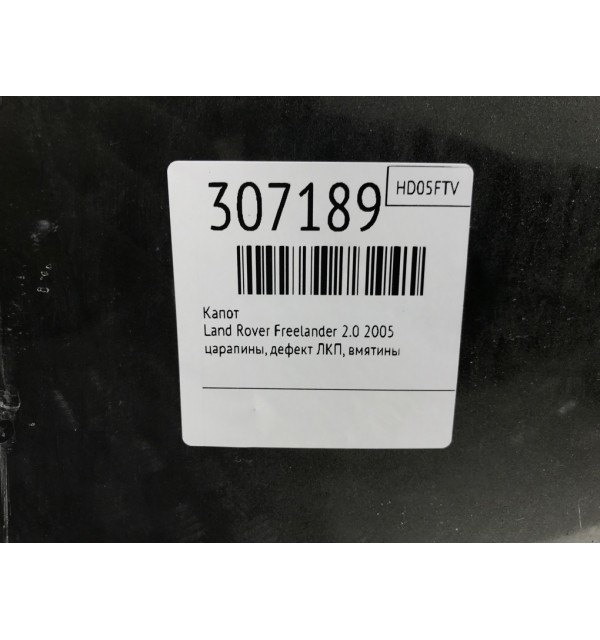 307189
HD05FTV
Капот
Land Rover Freelander 2.0 2005
царапины, дефект ЛКП, вмятины